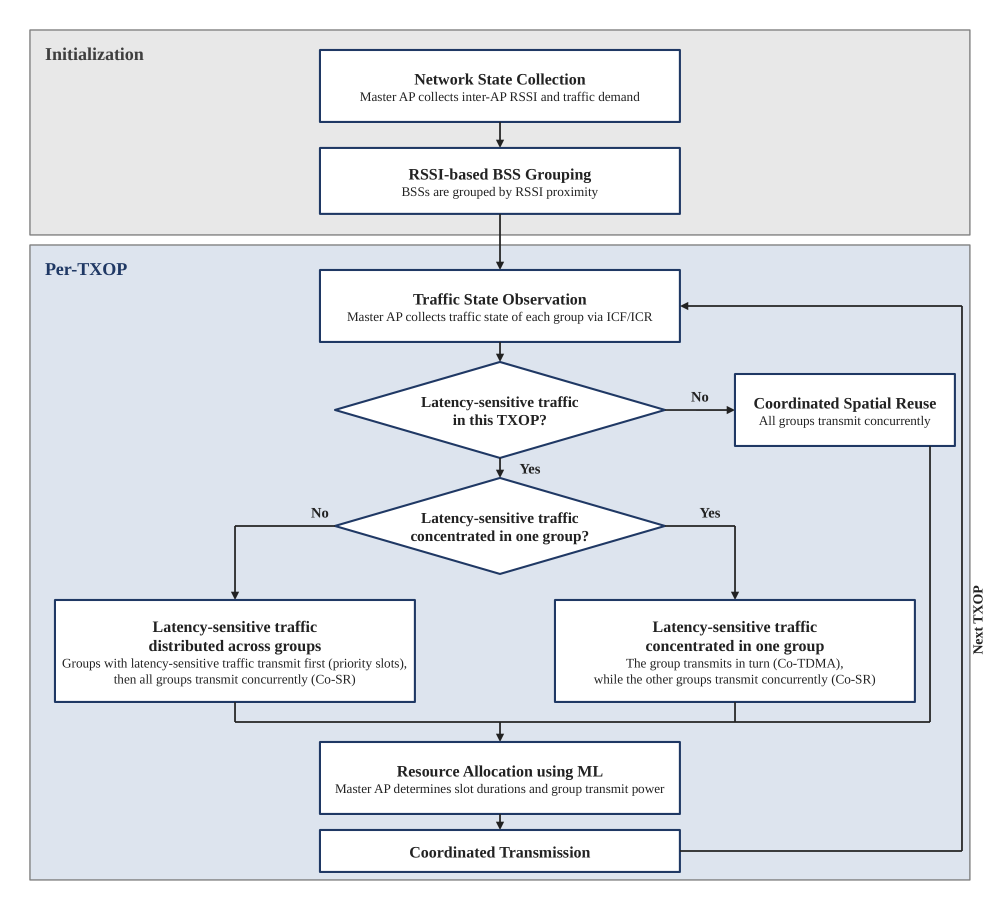 Initialization
Network State Collection
Master AP collects inter-AP RSSI and traffic demand
RSSI-based BSS Grouping
BSSs are grouped by RSSI proximity
Per-TXOP
Traffic State Observation
Master AP collects traffic state of each group via ICF/ICR
Latency-sensitive traffic
in this TXOP?
No
Coordinated Spatial Reuse
All groups transmit concurrently
Yes
Latency-sensitive traffic
concentrated in one group?
No
Yes
Latency-sensitive traffic
distributed across groups
Groups with latency-sensitive traffic transmit first (priority slots),
then all groups transmit concurrently (Co-SR)
Latency-sensitive traffic
concentrated in one group
The group transmits in turn (Co-TDMA),
while the other groups transmit concurrently (Co-SR)
Next TXOP
Resource Allocation using ML
Master AP determines slot durations and group transmit power
Coordinated Transmission